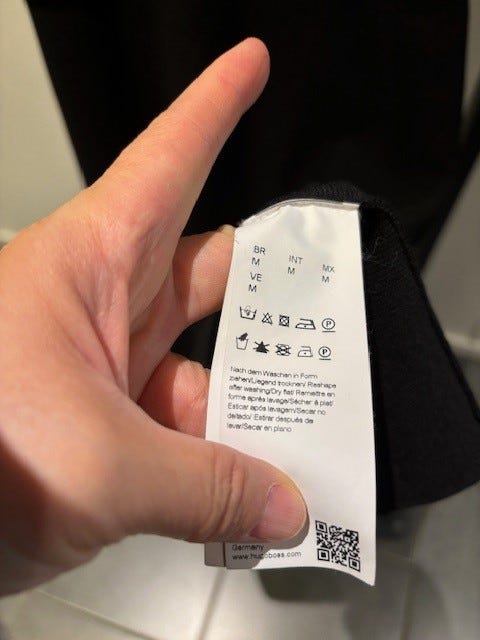 BR INT MX
M M M
VE
M
P
P
Nach dem Waschen in Form
ziehen/Liegend trocknen/ Reshape
after washing/Dry flat/ Remettre en
forme après lavage/Sécher à plat/
Esticar após lavagem/Secar no
deitado/ Estirar después de
lavar/Secar en plano
Germany
www.hugoboss.com